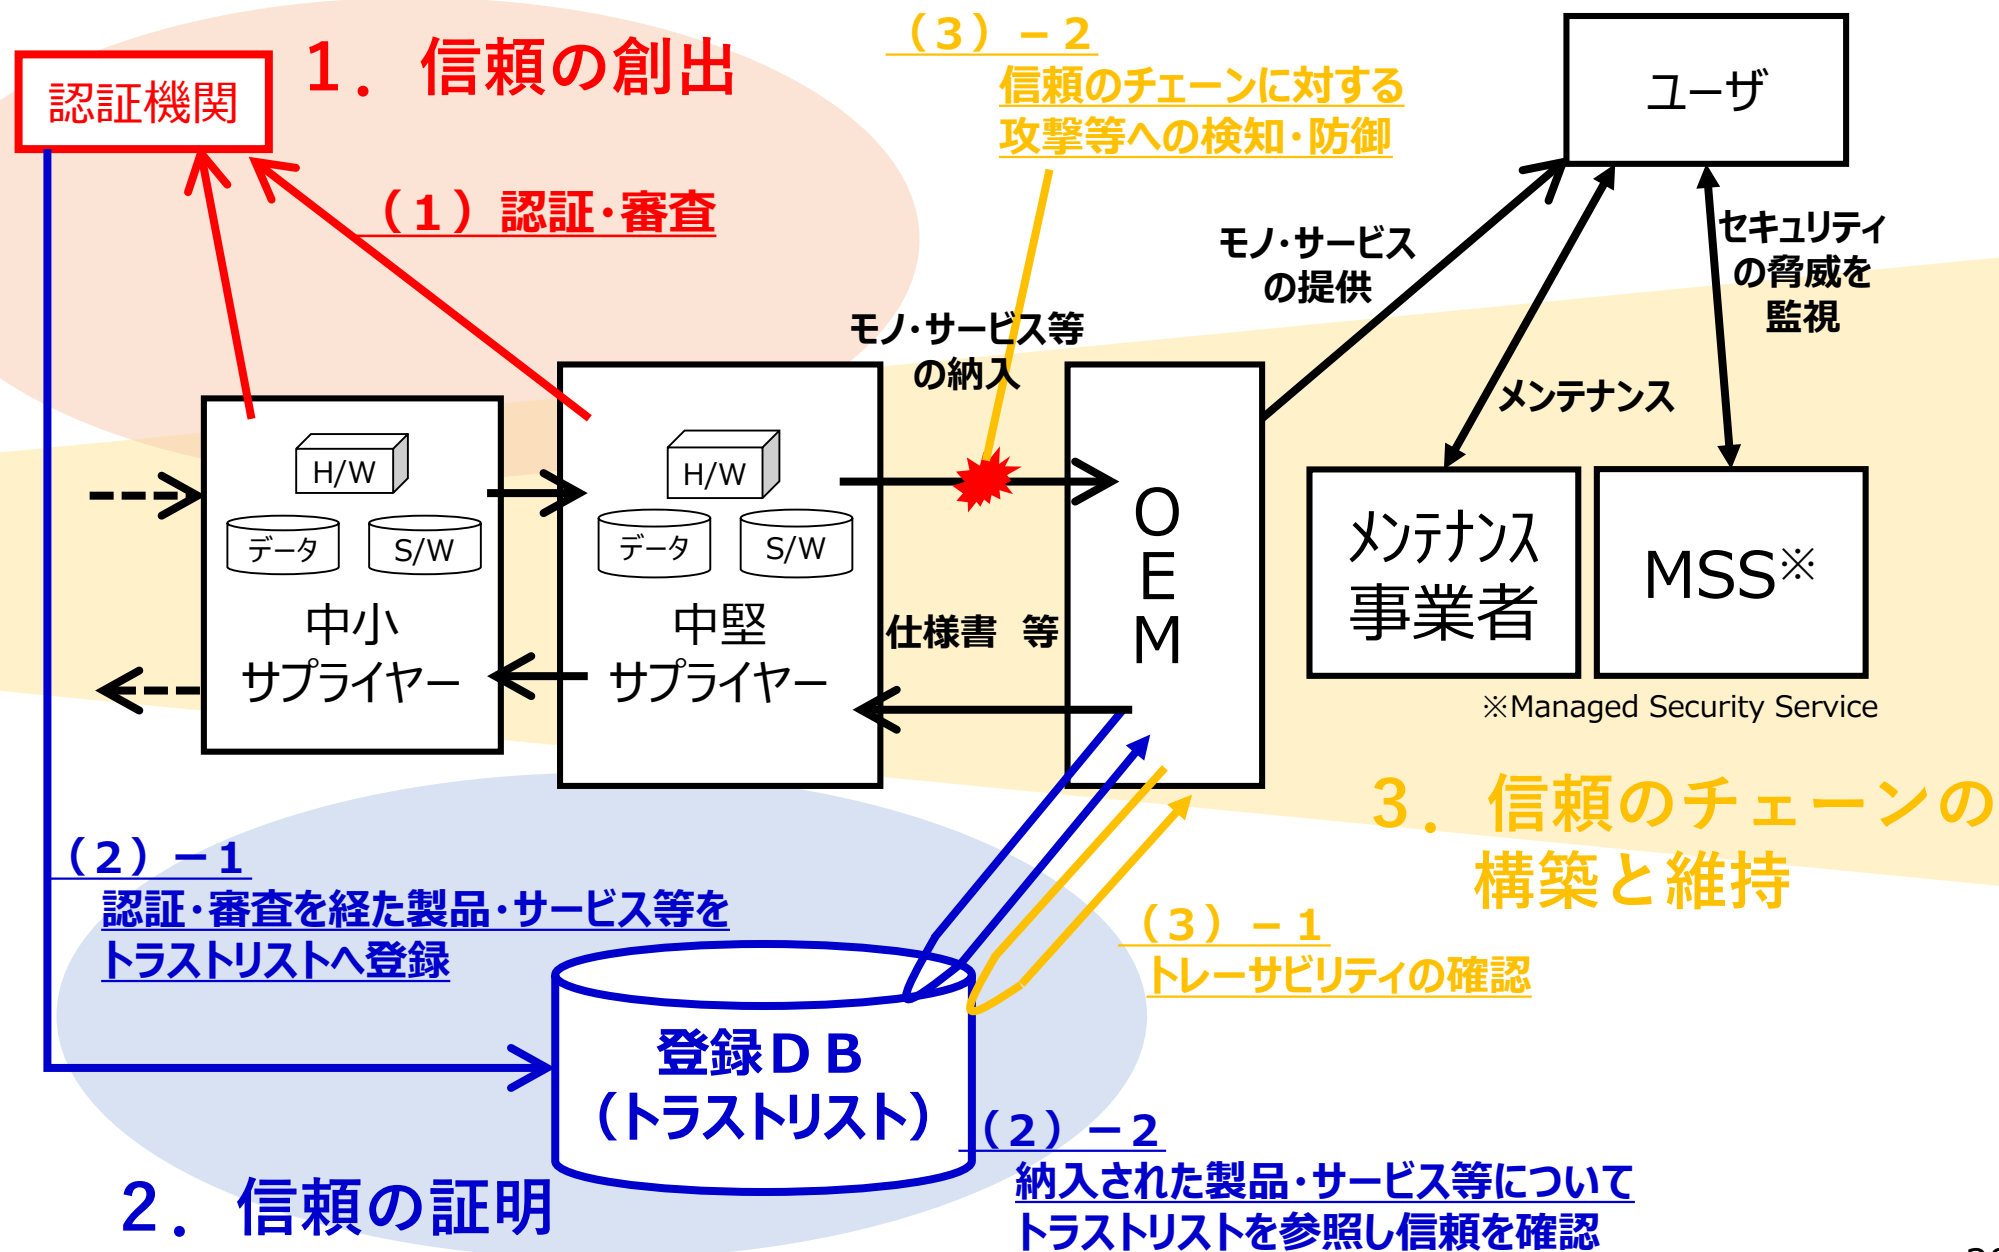 １．信頼の創出
認証機関
（１）認証・審査
（３）－２
信頼のチェーンに対する
攻撃等への検知・防御
ユーザ
モノ・サービス
の提供
セキュリティ
の脅威を
監視
モノ・サービス等
の納入
メンテナンス
H/W
データ
S/W
中小
サプライヤー
H/W
データ
S/W
中堅
サプライヤー
仕様書　等
O
E
M
メンテナンス
事業者
MSS※
※Managed Security Service
３．信頼のチェーンの
構築と維持
（２）－１
認証・審査を経た製品・サービス等を
トラストリストへ登録
（３）－１
トレーサビリティの確認
登録ＤＢ
（トラストリスト）
（２）－２
納入された製品・サービス等について
トラストリストを参照し信頼を確認
２．信頼の証明